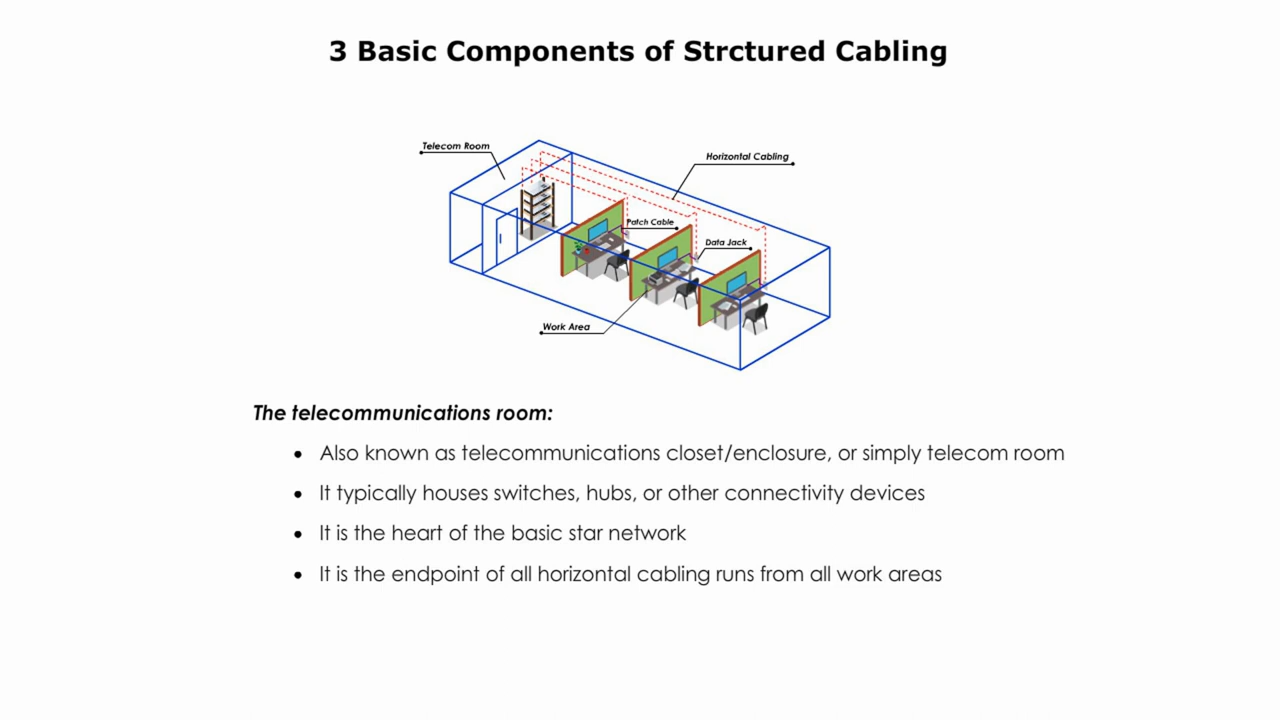 3 Basic Components of Strctured Cabling
Telecom Room
Horizontal Cabling
Patch Cable
Data Jack
Work Area
The telecommunications room:
• Also known as telecommunications closet/enclosure, or simply telecom room
• It typically houses switches, hubs, or other connectivity devices
• It is the heart of the basic star network
• It is the endpoint of all horizontal cabling runs from all work areas